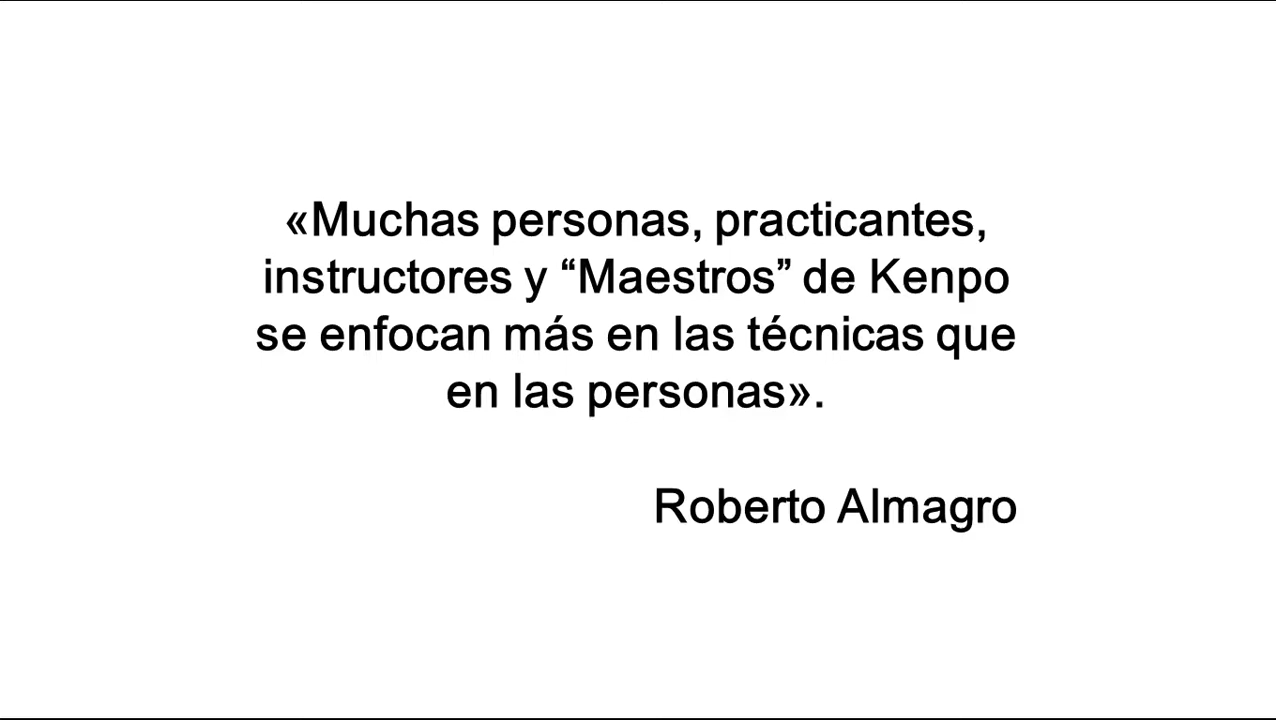 «Muchas personas, practicantes,
instructores y “Maestros” de Kenpo
se enfocan más en las técnicas que
en las personas».
Roberto Almagro